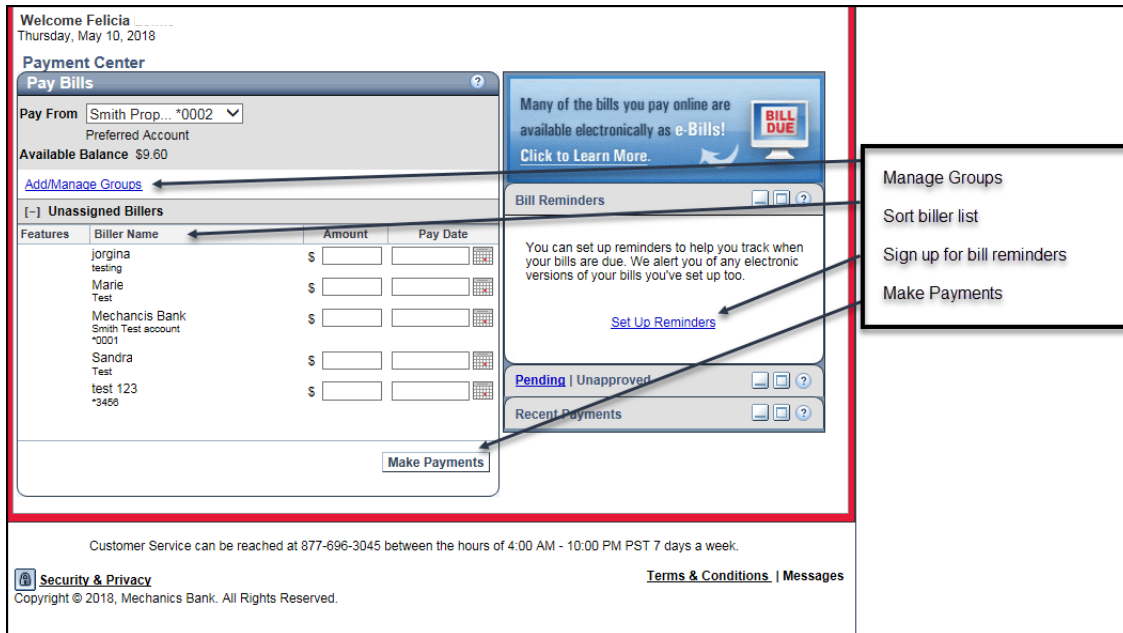 Welcome Felicia
Thursday, May 10, 2018
Payment Center
Pay Bills ?
Pay From Smith Prop... *0002
Preferred Account
Available Balance $9.60
Add/Manage Groups
[-] Unassigned Billers
Features Biller Name Amount Pay Date
jorgina $
testing
Marie $
Test
Mechancis Bank $
Smith Test account
*0001
Sandra $
Test
test 123 $
*3456
Make Payments
Many of the bills you pay online are
available electronically as e-Bills!
Click to Learn More.
BILL
DUE
Bill Reminders ?
You can set up reminders to help you track when
your bills are due. We alert you of any electronic
versions of your bills you've set up too.
Set Up Reminders
Pending | Unapproved ?
Recent Payments ?
Manage Groups
Sort biller list
Sign up for bill reminders
Make Payments
Customer Service can be reached at 877-696-3045 between the hours of 4:00 AM - 10:00 PM PST 7 days a week.
Security & Privacy
Terms & Conditions | Messages
Copyright © 2018, Mechanics Bank. All Rights Reserved.